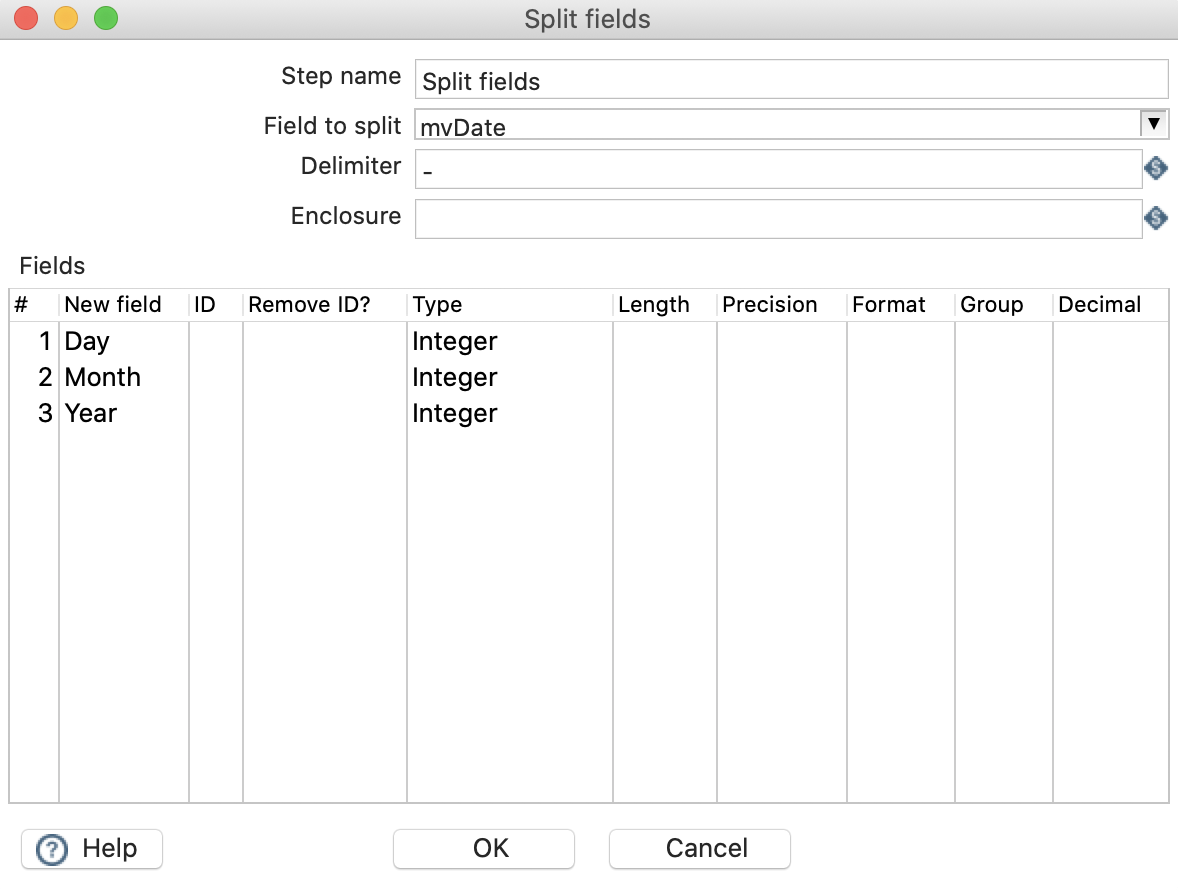 Split fields
Step name Split fields
Field to split mvDate ▼
Delimiter -
Enclosure
Fields
# New field ID Remove ID? Type Length Precision Format Group Decimal
1 Day Integer
2 Month Integer
3 Year Integer
? Help OK Cancel